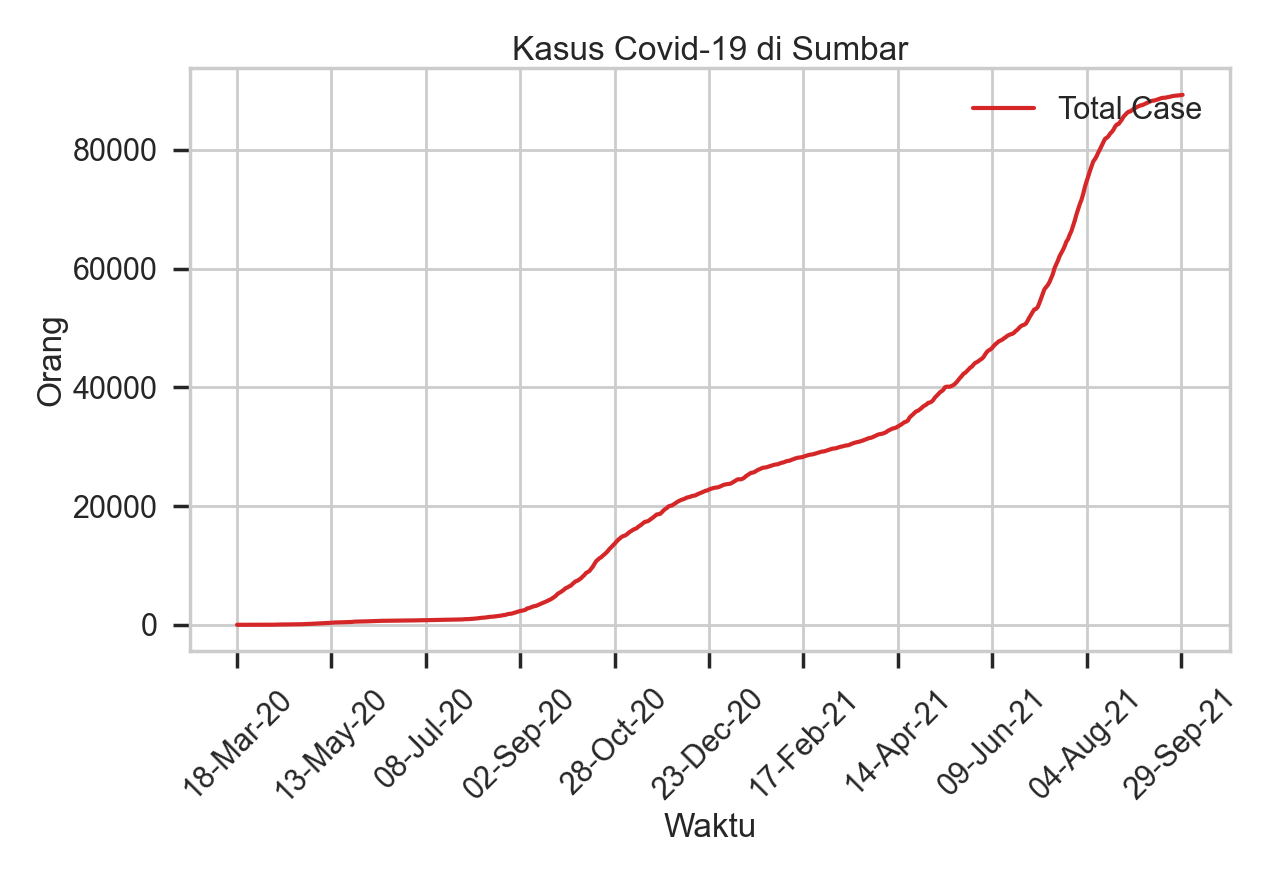 Kasus Covid-19 di Sumbar
Total Case
Orang
80000
60000
40000
20000
0
18-Mar-20
13-May-20
08-Jul-20
02-Sep-20
28-Oct-20
23-Dec-20
17-Feb-21
14-Apr-21
09-Jun-21
04-Aug-21
29-Sep-21
Waktu